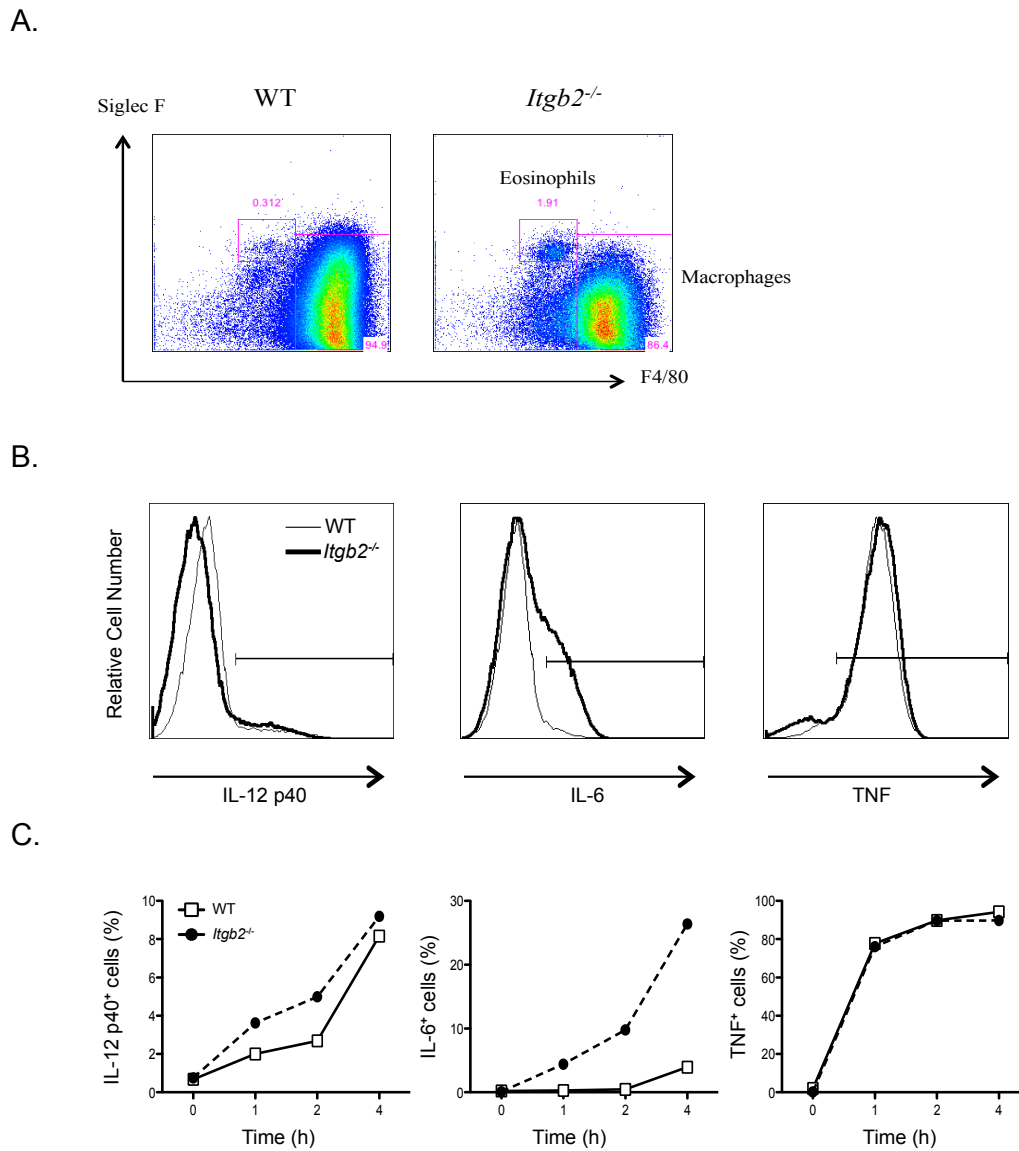 A.
Siglec F
WT
Itgb2-/-
Eosinophils
0.312
1.91
Macrophages
94.9
86.4
F4/80
B.
WT
Itgb2-/-
Relative Cell Number
IL-12 p40
IL-6
TNF
C.
WT
Itgb2-/-
IL-12 p40+ cells (%)
10
8
6
4
2
0
0 1 2 4
Time (h)
IL-6+ cells (%)
30
20
10
0
0 1 2 4
Time (h)
TNF+ cells (%)
100
80
60
40
20
0
0 1 2 4
Time (h)